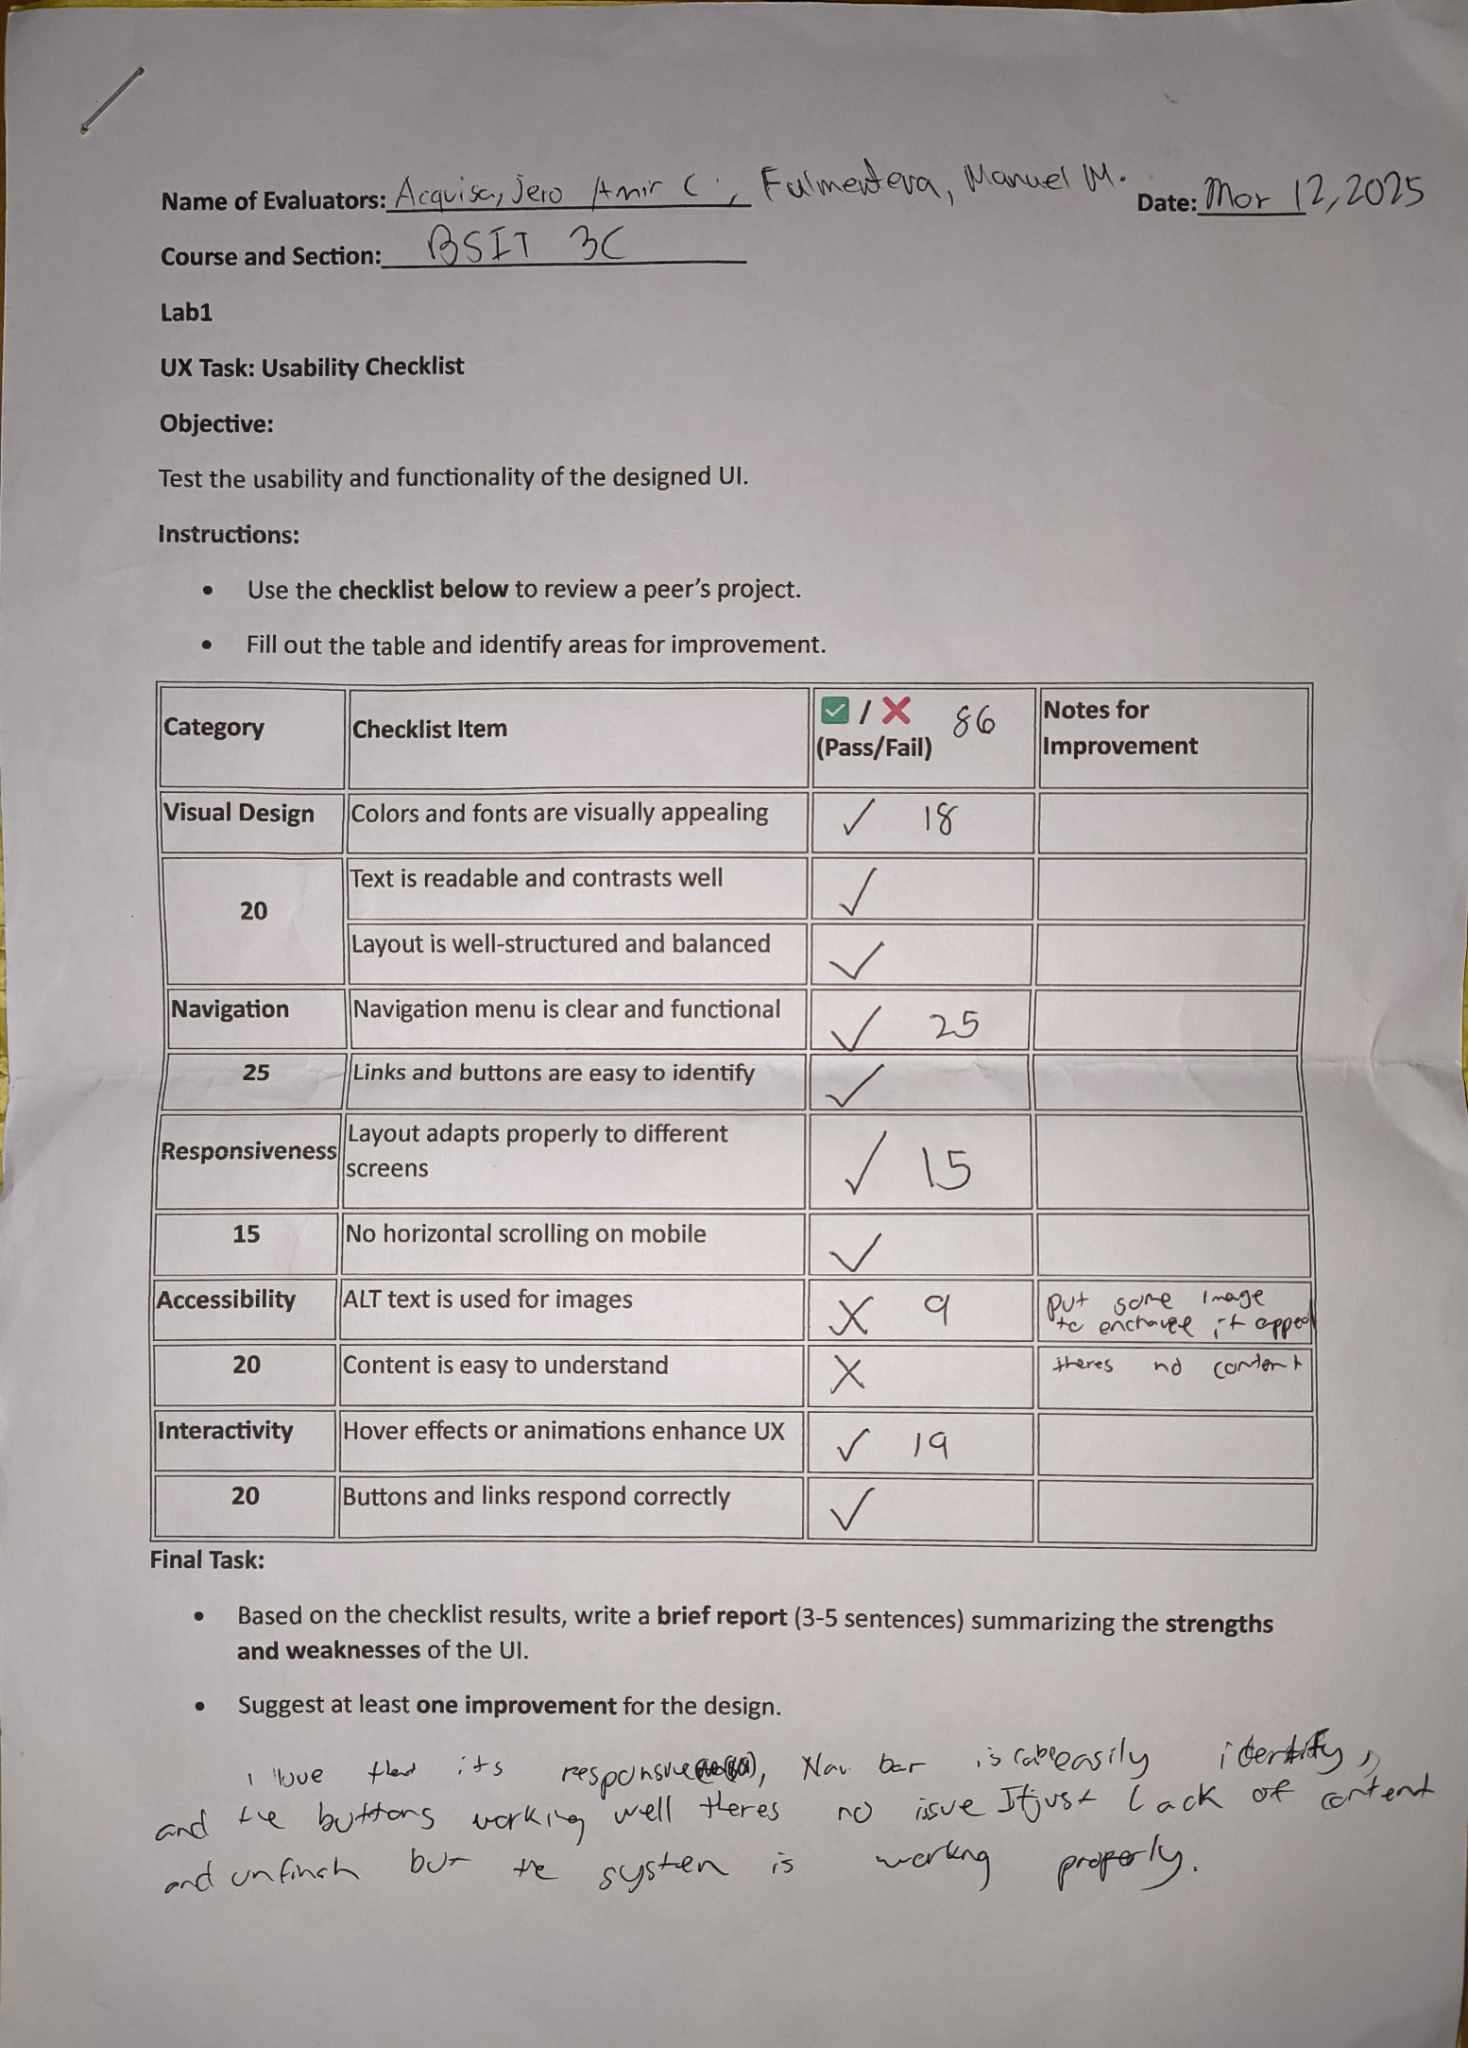 Name of Evaluators: Acquisa, Jero Amir C., Fulmenteva, Manuel M. Date: Mar 12, 2025
Course and Section: BSIT 3C
Lab1
UX Task: Usability Checklist
Objective:
Test the usability and functionality of the designed UI.
Instructions:
• Use the checklist below to review a peer's project.
• Fill out the table and identify areas for improvement.
Category Checklist Item ✅ / ❌ (Pass/Fail) 86 Notes for Improvement
Visual Design Colors and fonts are visually appealing ✓ 18
20 Text is readable and contrasts well ✓
Layout is well-structured and balanced ✓
Navigation Navigation menu is clear and functional ✓ 25
25 Links and buttons are easy to identify ✓
Responsiveness Layout adapts properly to different screens ✓ 15
15 No horizontal scrolling on mobile ✓
Accessibility ALT text is used for images X 9 Put some Image to enchance it appeal
20 Content is easy to understand X theres no content
Interactivity Hover effects or animations enhance UX ✓ 19
20 Buttons and links respond correctly ✓
Final Task:
• Based on the checklist results, write a brief report (3-5 sentences) summarizing the strengths
and weaknesses of the UI.
• Suggest at least one improvement for the design.
I love that its responsive, Nav bar is easily identify,
and the buttons working well theres no issue It just lack of content
and unfinish but the system is working properly.